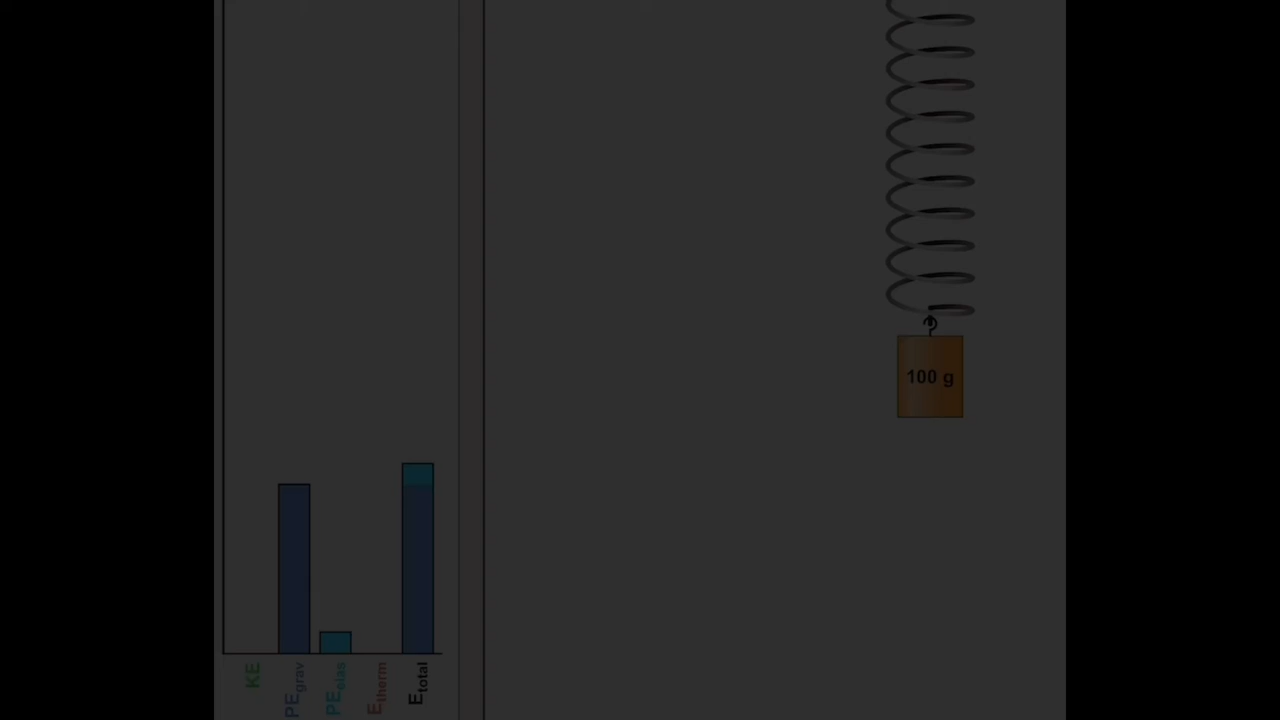 100 g
KE
PEgrav
PEelas
Etherm
Etotal